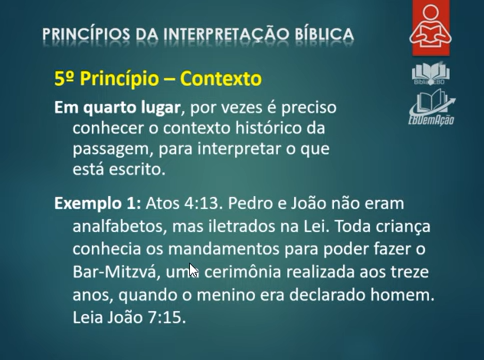 PRINCÍPIOS DA INTERPRETAÇÃO BÍBLICA
5º Princípio – Contexto
Em quarto lugar, por vezes é preciso
conhecer o contexto histórico da
passagem, para interpretar o que
está escrito.
Exemplo 1: Atos 4:13. Pedro e João não eram
analfabetos, mas iletrados na Lei. Toda criança
conhecia os mandamentos para poder fazer o
Bar-Mitzvá, uma cerimônia realizada aos treze
anos, quando o menino era declarado homem.
Leia João 7:15.